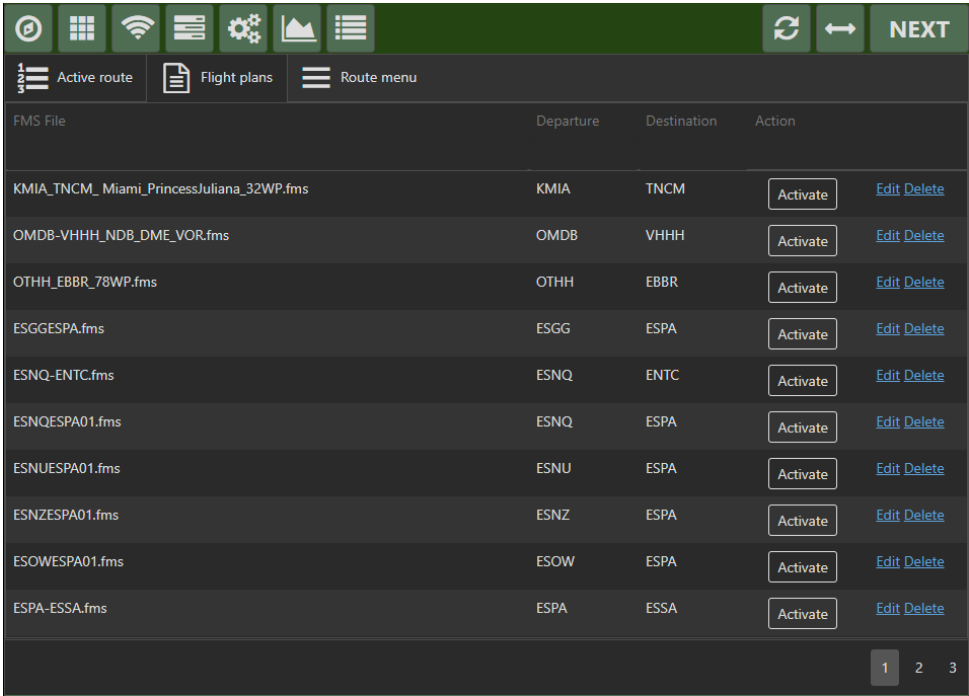 NEXT
1 2 3 Active route Flight plans Route menu
FMS File Departure Destination Action
KMIA_TNCM_ Miami_PrincessJuliana_32WP.fms KMIA TNCM Activate Edit Delete
OMDB-VHHH_NDB_DME_VOR.fms OMDB VHHH Activate Edit Delete
OTHH_EBBR_78WP.fms OTHH EBBR Activate Edit Delete
ESGGESPA.fms ESGG ESPA Activate Edit Delete
ESNQ-ENTC.fms ESNQ ENTC Activate Edit Delete
ESNQESPA01.fms ESNQ ESPA Activate Edit Delete
ESNUESPA01.fms ESNU ESPA Activate Edit Delete
ESNZESPA01.fms ESNZ ESPA Activate Edit Delete
ESOWESPA01.fms ESOW ESPA Activate Edit Delete
ESPA-ESSA.fms ESPA ESSA Activate Edit Delete
1 2 3